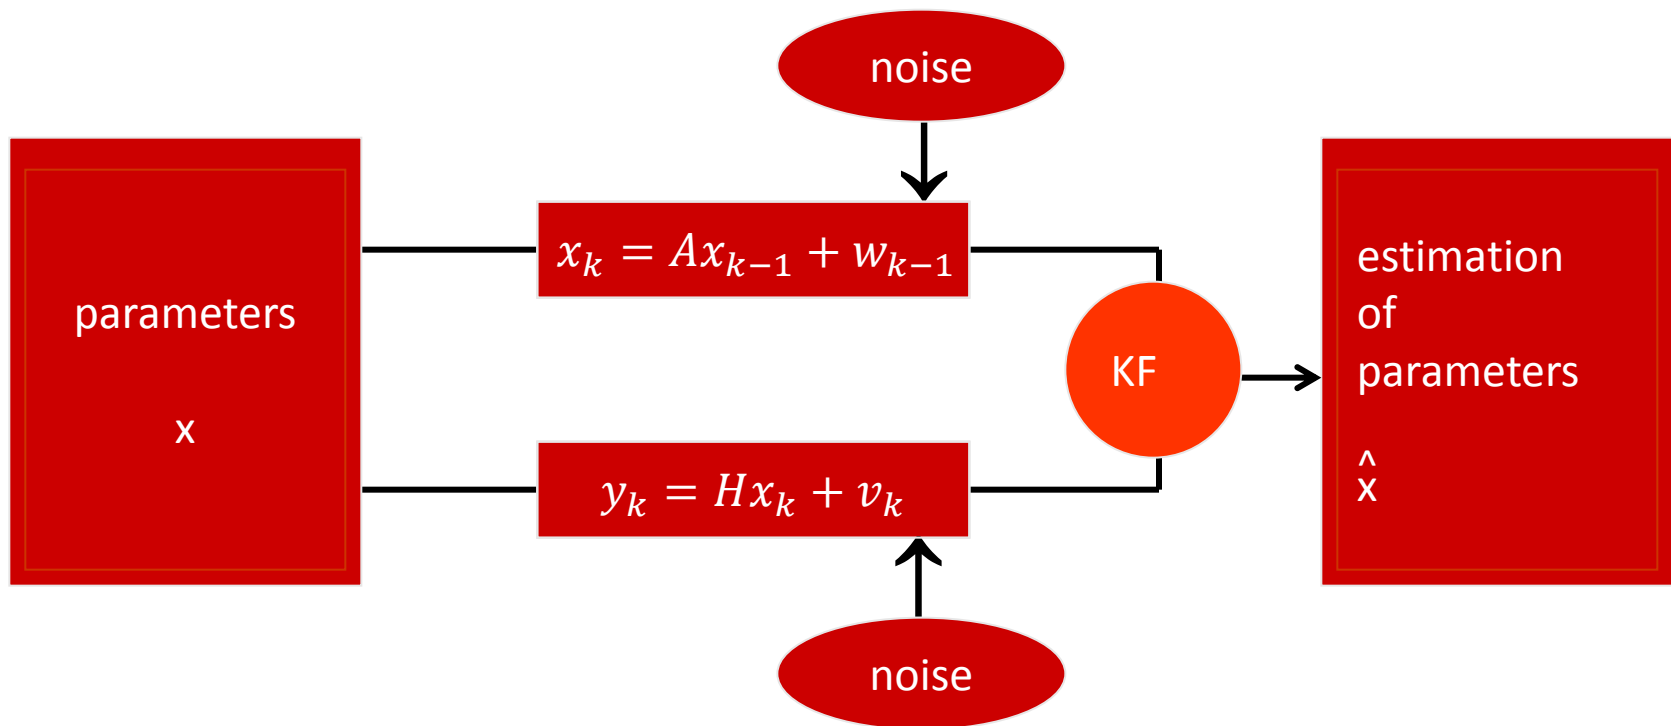 noise
parameters
x
x_k = Ax_{k−1} + w_{k−1}
y_k = Hx_k + v_k
noise
KF
estimation
of
parameters
^
x